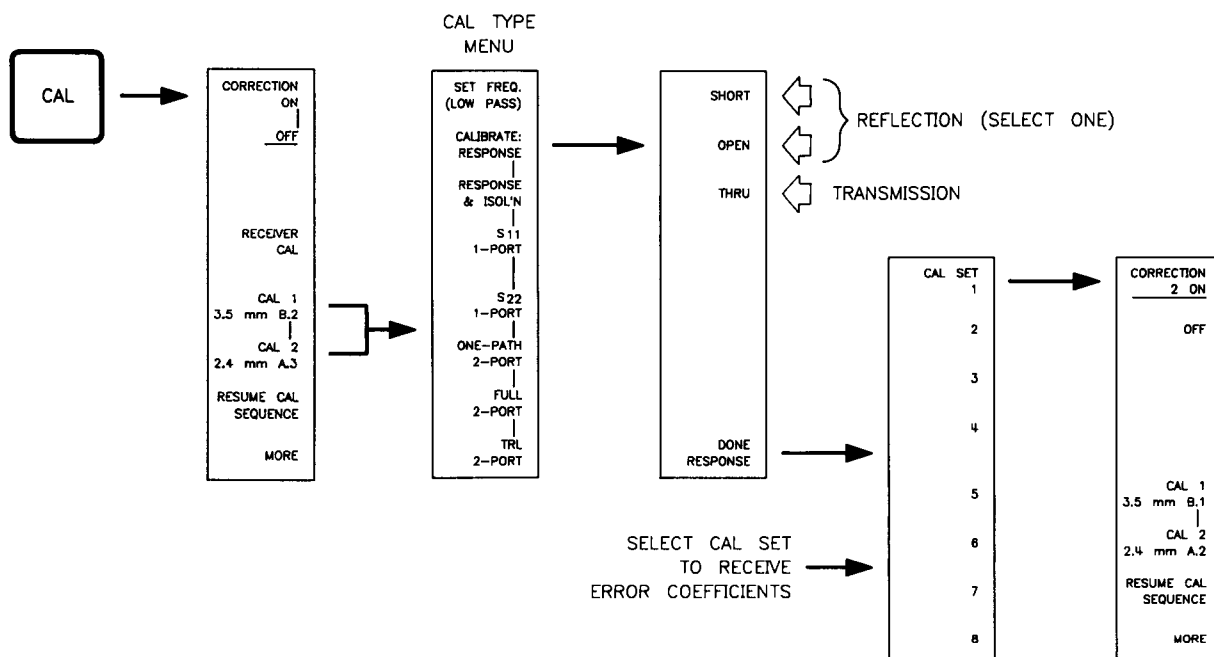 CAL
CORRECTION
ON
OFF
RECEIVER
CAL
CAL 1
3.5 mm B.2
CAL 2
2.4 mm A.3
RESUME CAL
SEQUENCE
MORE
CAL TYPE
MENU
SET FREQ.
(LOW PASS)
CALIBRATE:
RESPONSE
RESPONSE
& ISOL'N
S11
1-PORT
S22
1-PORT
ONE-PATH
2-PORT
FULL
2-PORT
TRL
2-PORT
SHORT
OPEN
THRU
DONE
RESPONSE
REFLECTION (SELECT ONE)
TRANSMISSION
SELECT CAL SET
TO RECEIVE
ERROR COEFFICIENTS
CAL SET
1
2
3
4
5
6
7
8
CORRECTION
2 ON
OFF
CAL 1
3.5 mm B.1
CAL 2
2.4 mm A.2
RESUME CAL
SEQUENCE
MORE